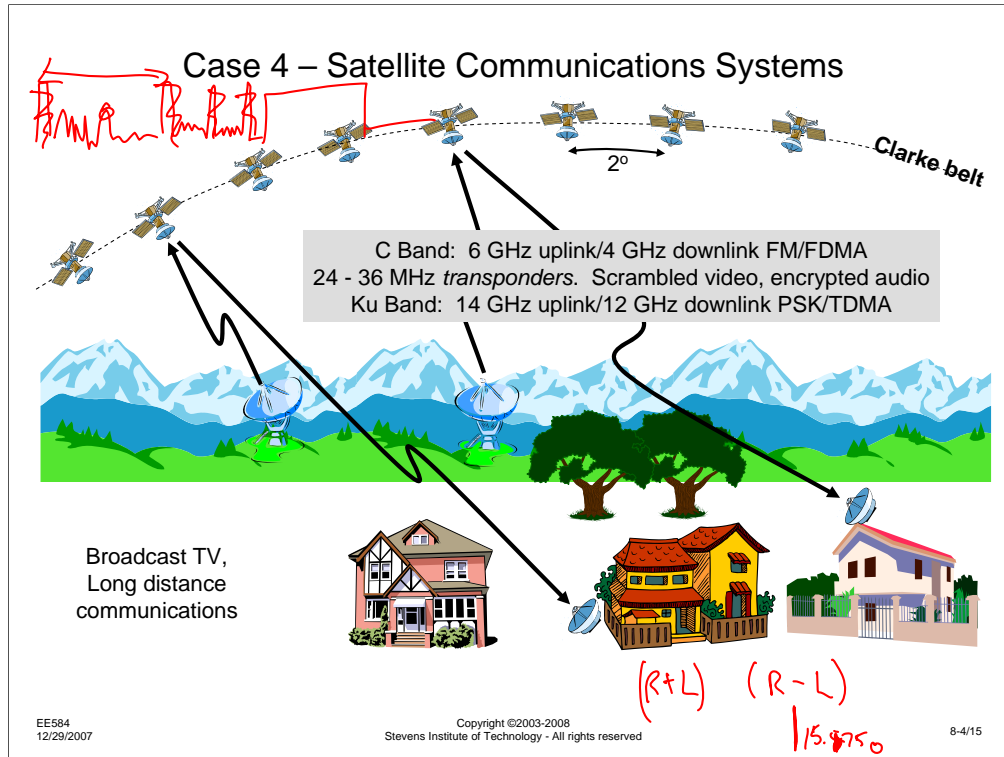 Case 4 – Satellite Communications Systems
Clarke belt
2º
C Band: 6 GHz uplink/4 GHz downlink FM/FDMA
24 - 36 MHz transponders. Scrambled video, encrypted audio
Ku Band: 14 GHz uplink/12 GHz downlink PSK/TDMA
Broadcast TV,
Long distance
communications
(R+L) (R-L)
EE584
12/29/2007
Copyright ©2003-2008
Stevens Institute of Technology - All rights reserved
8-4/15